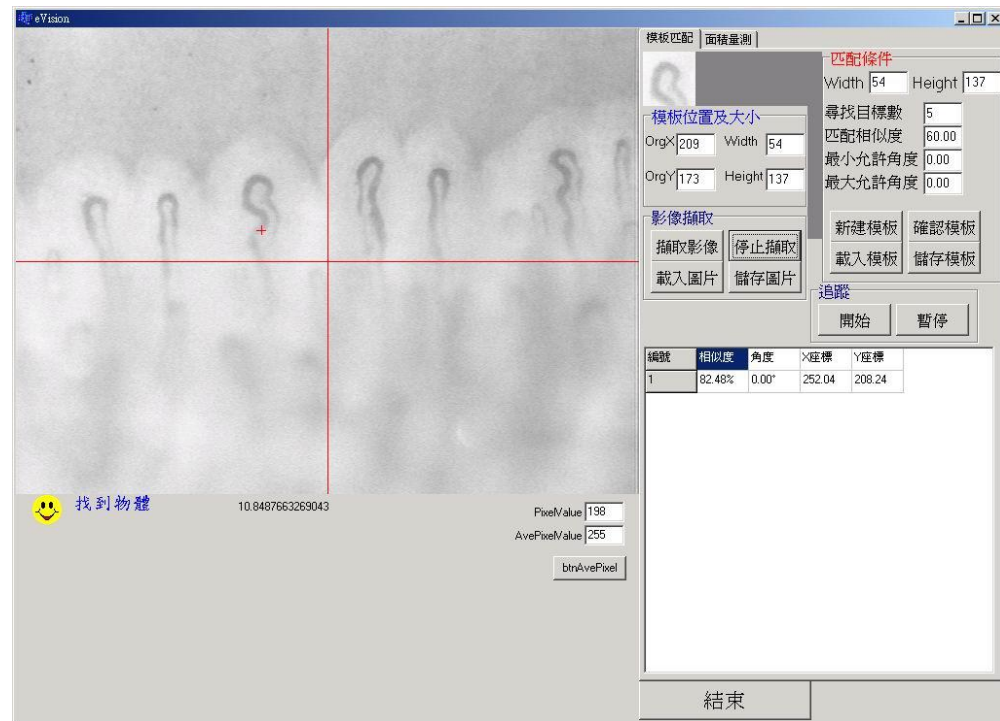 eVision
模板匹配 面積量測
匹配條件
Width 54 Height 137
尋找目標數 5
匹配相似度 60.00
最小允許角度 0.00
最大允許角度 0.00
新建模板 確認模板
載入模板 儲存模板
模板位置及大小
OrgX 209 Width 54
OrgY 173 Height 137
影像擷取
擷取影像 停止擷取
載入圖片 儲存圖片
追蹤
開始 暫停
編號 相似度 角度 X座標 Y座標
1 82.48% 0.00° 252.04 208.24
找到物體 10.8487663269043
PixelValue 198
AvePixelValue 255
btnAvePixel
結束